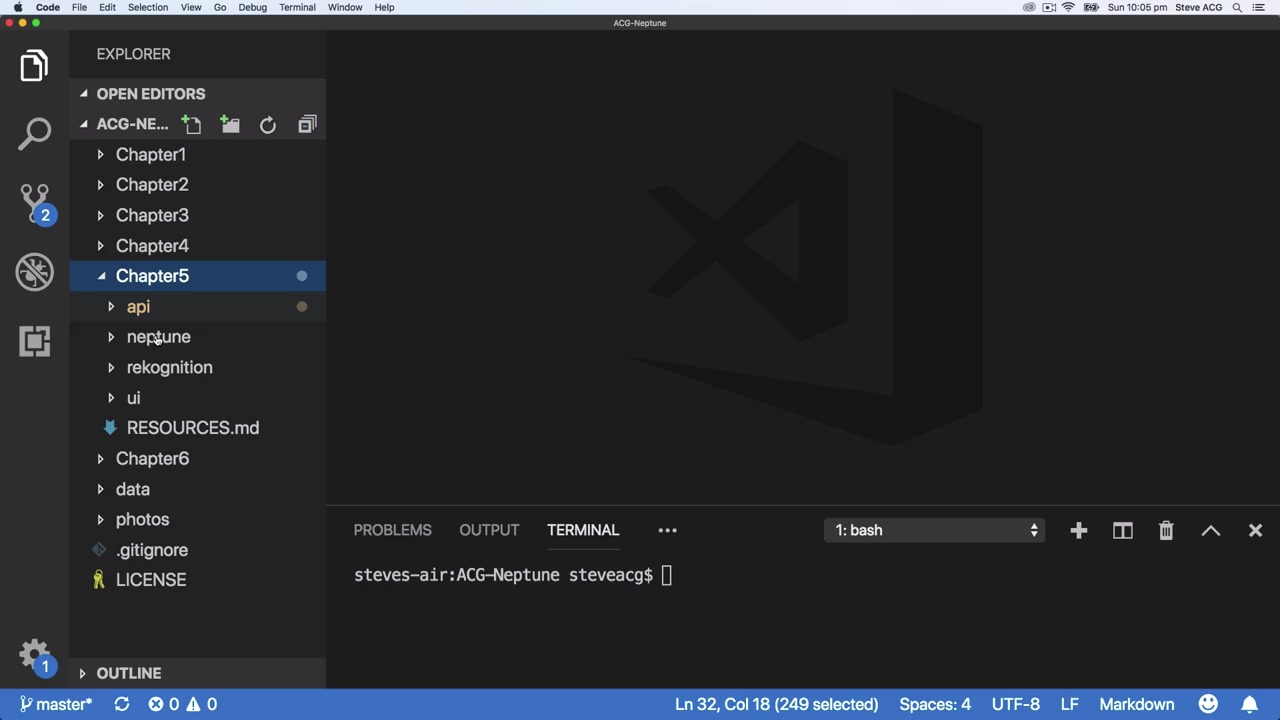 Code File Edit Selection View Go Debug Terminal Window Help Sun 10:05 pm Steve ACG
ACG-Neptune
EXPLORER
OPEN EDITORS
ACG-NE...
Chapter1
Chapter2
Chapter3
Chapter4
2
Chapter5
api
neptune
rekognition
ui
RESOURCES.md
Chapter6
data
photos
.gitignore
LICENSE
PROBLEMS OUTPUT TERMINAL ••• 1: bash
steves-air:ACG-Neptune steveacg$
1
OUTLINE
master* 0 0 Ln 32, Col 18 (249 selected) Spaces: 4 UTF-8 LF Markdown